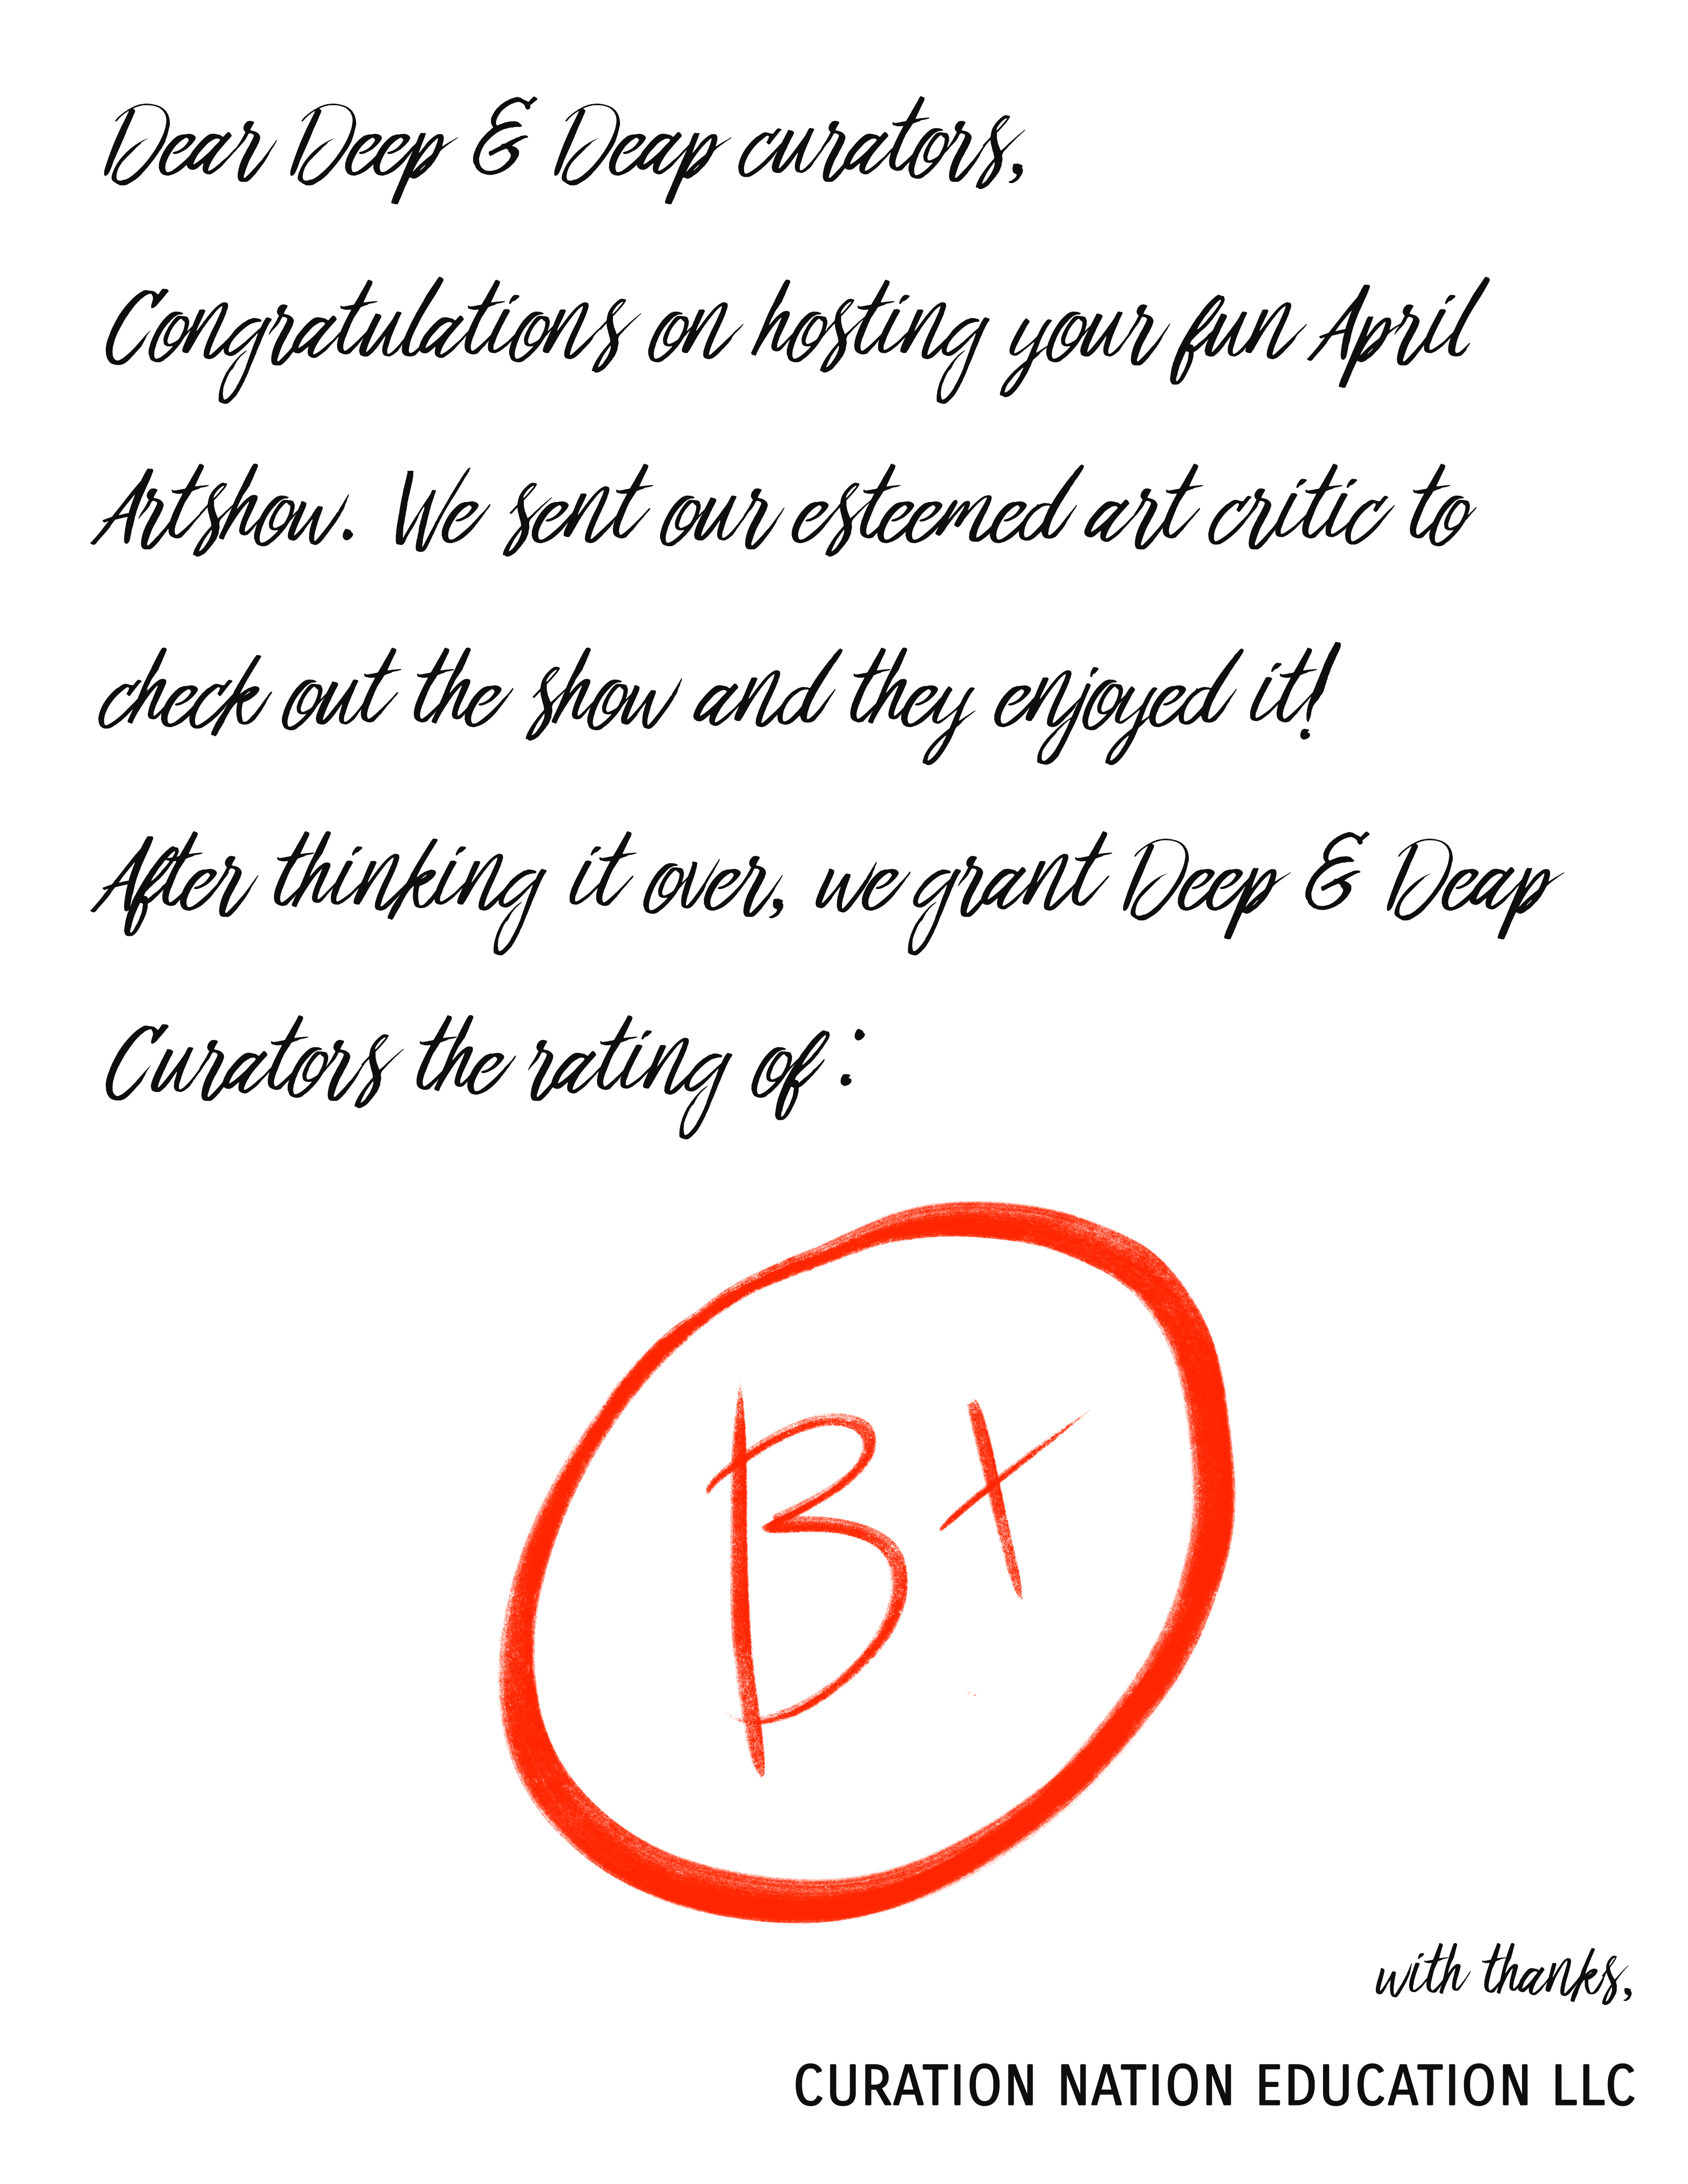 Dear Deep & Deap curators,
Congratulations on hosting your fun April
Artshow. We sent our esteemed art critic to
check out the show and they enjoyed it!
After thinking it over, we grant Deep & Deap
Curators the rating of:
B+
with thanks,
CURATION NATION EDUCATION LLC